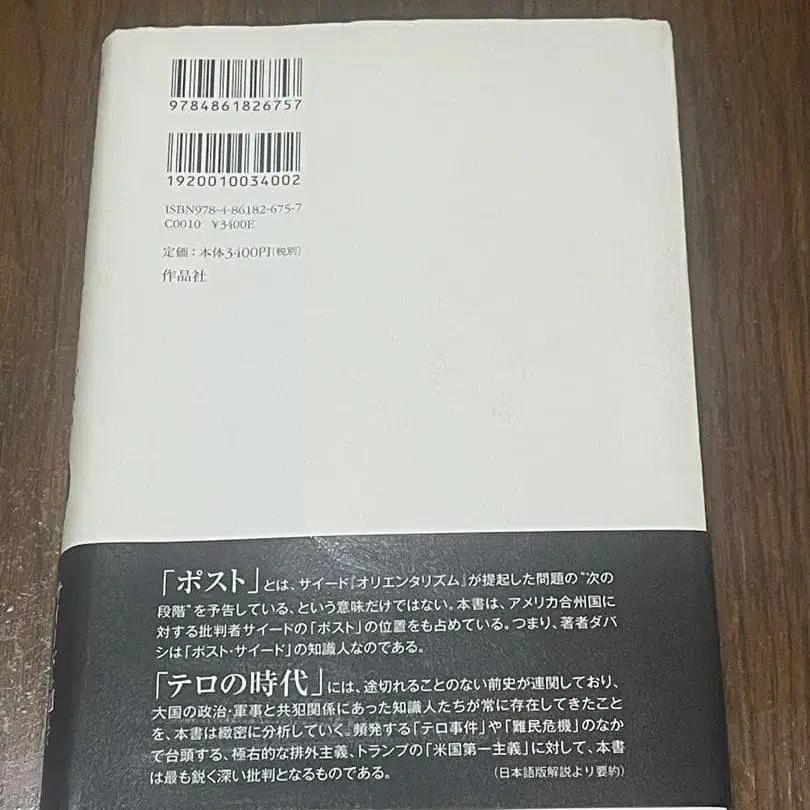 9784861826757
1920010034002
ISBN978-4-86182-675-7
C0010 ¥3400E
定価：本体3400円(税別)
作品社
「ポスト」とは、サイード『オリエンタリズム』が提起した問題の“次の
段階”を予告している、という意味だけではない。本書は、アメリカ合州国に
対する批判者サイードの「ポスト」の位置をも占めている。つまり、著者ダバ
シは「ポスト・サイード」の知識人なのである。
「テロの時代」には、途切れることのない前史が連関しており、
大国の政治・軍事と共犯関係にあった知識人たちが常に存在してきたこと
を、本書は緻密に分析していく。頻発する「テロ事件」や「難民危機」のなか
で台頭する、極右的な排外主義、トランプの「米国第一主義」に対して、本書
は最も鋭く深い批判となるものである。
(日本語版解説より要約)